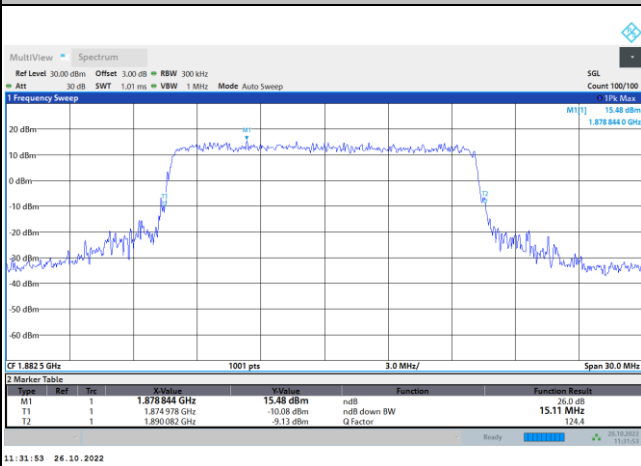 MultiView Spectrum
Ref Level 30.00 dBm Offset 3.00 dB RBW 300 kHz SGL
Att 30 dB SWT 1.01 ms VBW 1 MHz Mode Auto Sweep Count 100/100
1 Frequency Sweep 1Pk Max
M1[1] 15.48 dBm
1.878 844 0 GHz
M1
20 dBm
10 dBm
0 dBm
T1 T2
-10 dBm
-20 dBm
-30 dBm
-40 dBm
-50 dBm
-60 dBm
CF 1.882 5 GHz 1001 pts 3.0 MHz/ Span 30.0 MHz
2 Marker Table
Type Ref Trc X-Value Y-Value Function Function Result
M1 1 1.878 844 GHz 15.48 dBm ndB 26.0 dB
T1 1 1.874 978 GHz -10.08 dBm ndB down BW 15.11 MHz
T2 1 1.890 082 GHz -9.13 dBm Q Factor 124.4
Ready 26.10.2022
11:31:53
11:31:53 26.10.2022